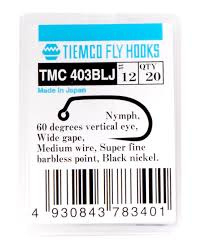 TIEMCO FLY HOOKS
TMC 403BLJ # 12 QTY 20
Made in Japan
Nymph,
60 degrees vertical eye,
Wide gape,
Medium wire, Super fine
barbless point, Black nickel.
4 930843 783401